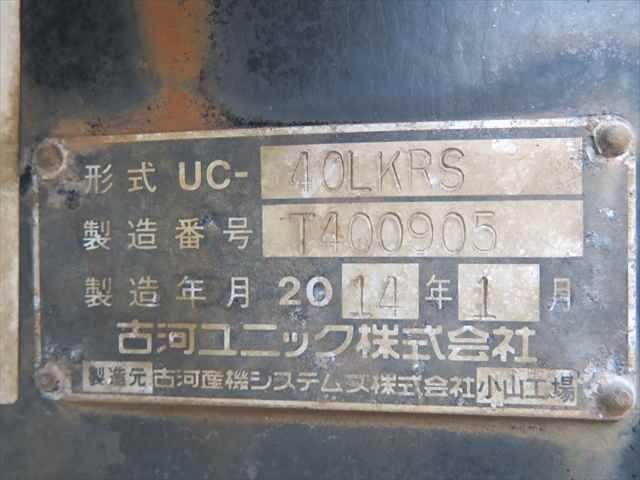 形式 UC-40LKRS
製造番号 T400905
製造年月 2014年1月
古河ユニック株式会社
製造元 古河産機システムズ株式会社 小山工場